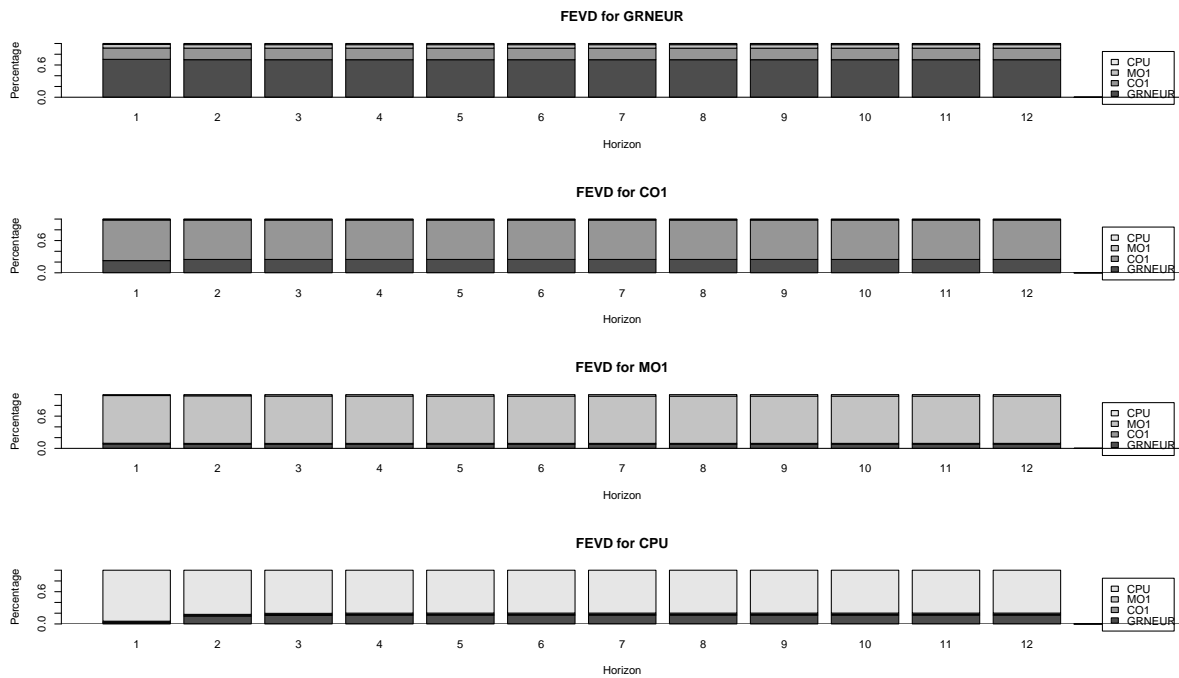 FEVD for GRNEUR
Percentage
0.0 0.6
1 2 3 4 5 6 7 8 9 10 11 12
Horizon
CPU
MO1
CO1
GRNEUR
FEVD for CO1
Percentage
0.0 0.6
1 2 3 4 5 6 7 8 9 10 11 12
Horizon
CPU
MO1
CO1
GRNEUR
FEVD for MO1
Percentage
0.0 0.6
1 2 3 4 5 6 7 8 9 10 11 12
Horizon
CPU
MO1
CO1
GRNEUR
FEVD for CPU
Percentage
0.0 0.6
1 2 3 4 5 6 7 8 9 10 11 12
Horizon
CPU
MO1
CO1
GRNEUR